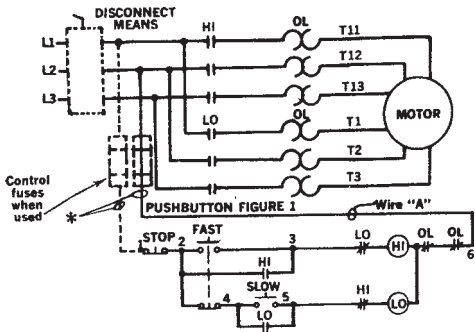 DISCONNECT
MEANS
HI
OL
T11
L1
T12
L2
T13
L3
MOTOR
LO
OL
T1
T2
T3
Control
fuses
when
used
*
PUSHBUTTON FIGURE 1
Wire "A"
1 STOP 2 FAST 3 LO HI OL OL 6
HI
4 SLOW 5 HI LO
LO